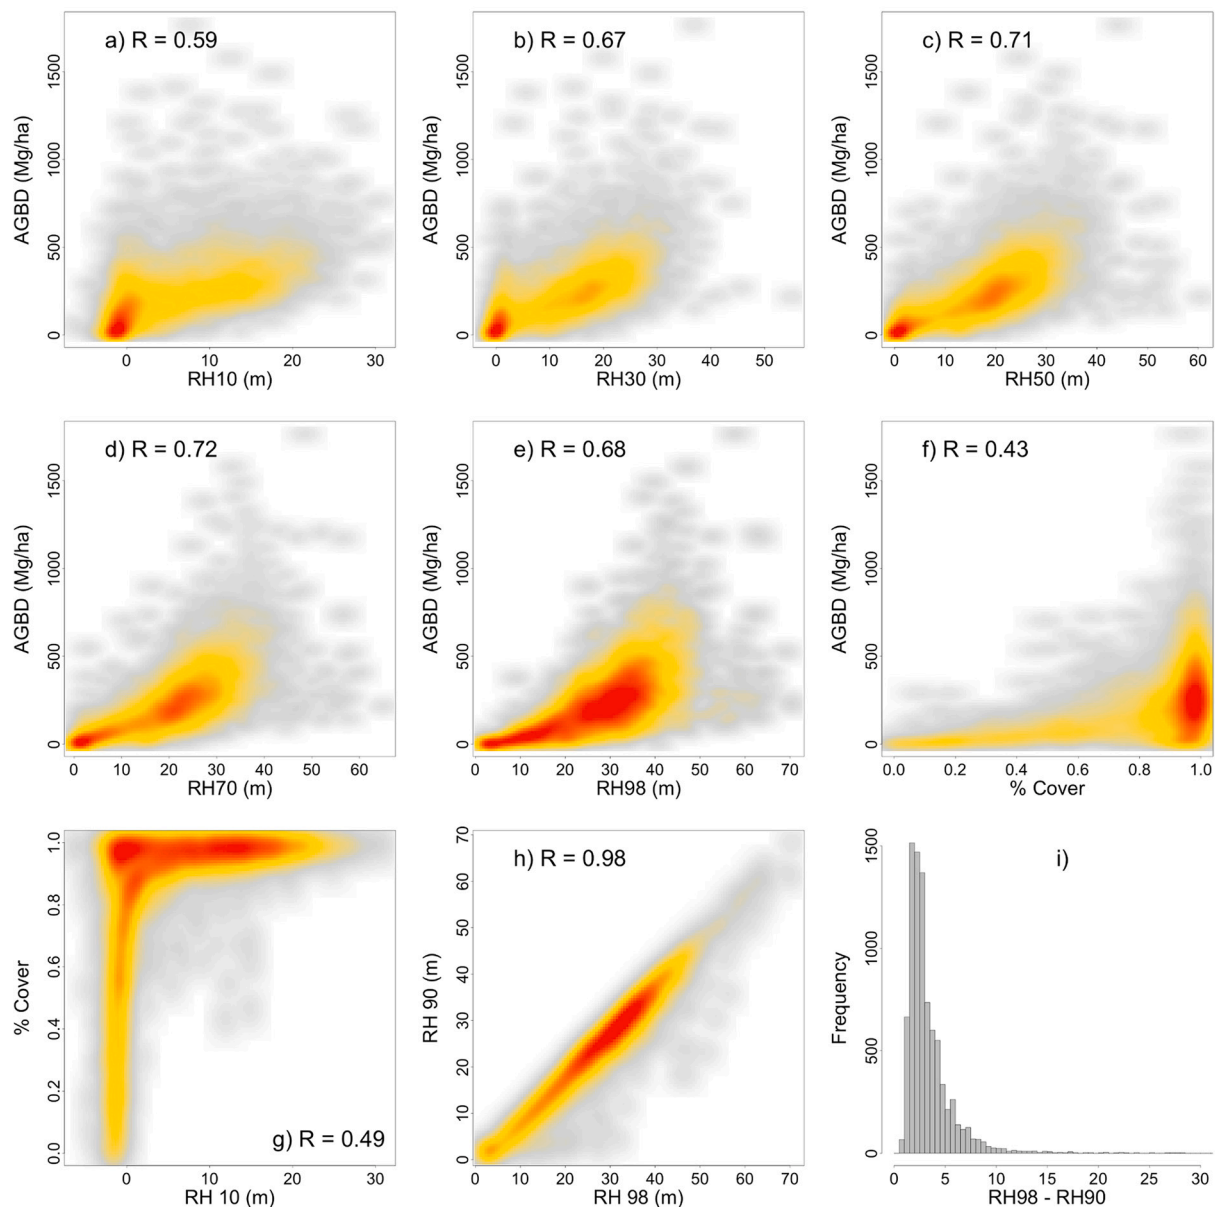 a) R = 0.59
AGBD (Mg/ha)
1500
1000
500
0
0 10 20 30
RH10 (m)
b) R = 0.67
AGBD (Mg/ha)
1500
1000
500
0
0 10 20 30 40 50
RH30 (m)
c) R = 0.71
AGBD (Mg/ha)
1500
1000
500
0
0 10 20 30 40 50 60
RH50 (m)
d) R = 0.72
AGBD (Mg/ha)
1500
1000
500
0
0 10 20 30 40 50 60
RH70 (m)
e) R = 0.68
AGBD (Mg/ha)
1500
1000
500
0
0 10 20 30 40 50 60 70
RH98 (m)
f) R = 0.43
AGBD (Mg/ha)
1500
1000
500
0
0.0 0.2 0.4 0.6 0.8 1.0
% Cover
g) R = 0.49
% Cover
1.0
0.8
0.6
0.4
0.2
0.0
0 10 20 30
RH 10 (m)
h) R = 0.98
RH 90 (m)
70
60
50
40
30
20
10
0
0 10 20 30 40 50 60 70
RH 98 (m)
i)
Frequency
1500
1000
500
0
0 5 10 15 20 25 30
RH98 - RH90